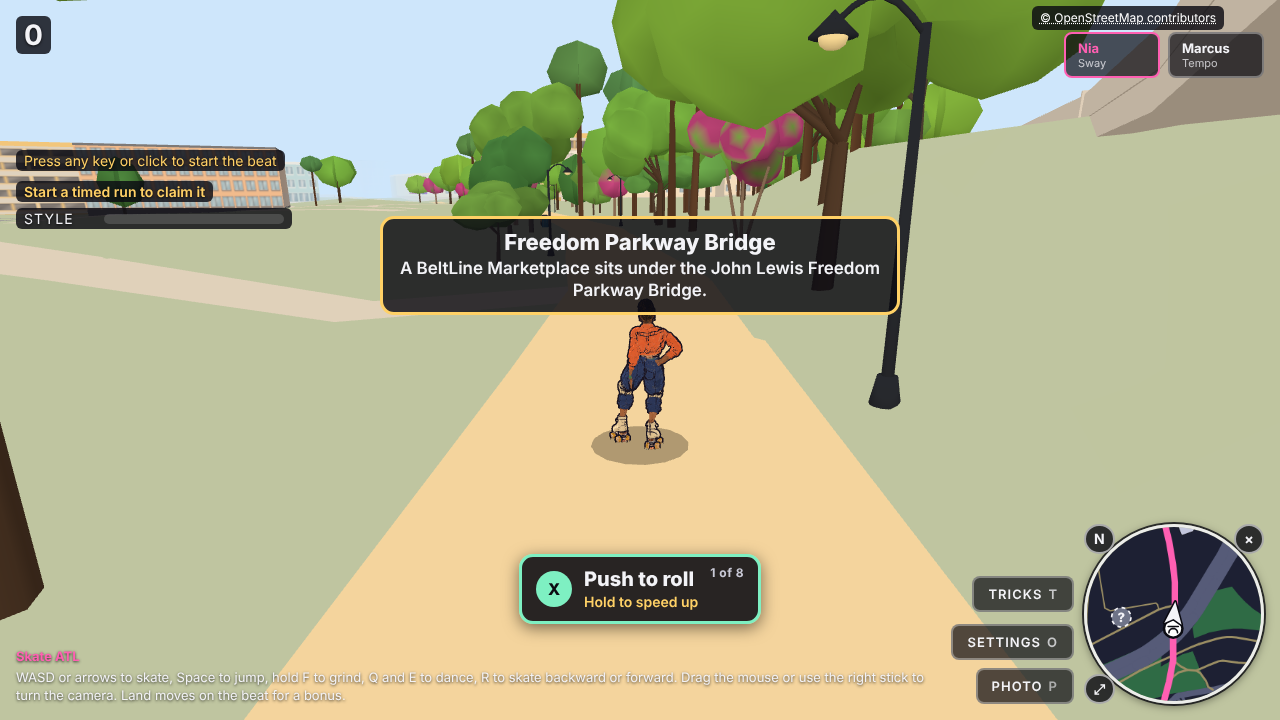 0
© OpenStreetMap contributors
Nia
Sway
Marcus
Tempo
Press any key or click to start the beat
Start a timed run to claim it
STYLE
Freedom Parkway Bridge
A BeltLine Marketplace sits under the John Lewis Freedom
Parkway Bridge.
X
Push to roll
1 of 8
Hold to speed up
N
×
?
TRICKS T
SETTINGS O
PHOTO P
Skate ATL
WASD or arrows to skate, Space to jump, hold F to grind, Q and E to dance, R to skate backward or forward. Drag the mouse or use the right stick to
turn the camera. Land moves on the beat for a bonus.